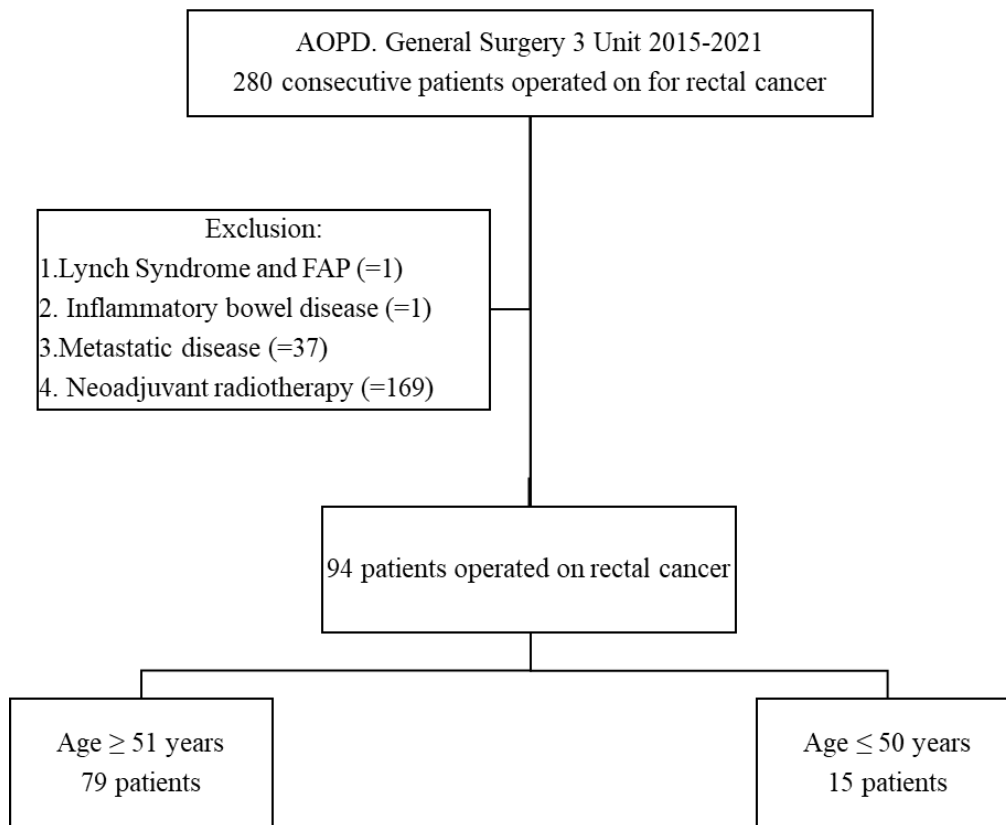 AOPD. General Surgery 3 Unit 2015-2021
280 consecutive patients operated on for rectal cancer
Exclusion:
1.Lynch Syndrome and FAP (=1)
2. Inflammatory bowel disease (=1)
3.Metastatic disease (=37)
4. Neoadjuvant radiotherapy (=169)
94 patients operated on rectal cancer
Age ≥ 51 years
79 patients
Age ≤ 50 years
15 patients